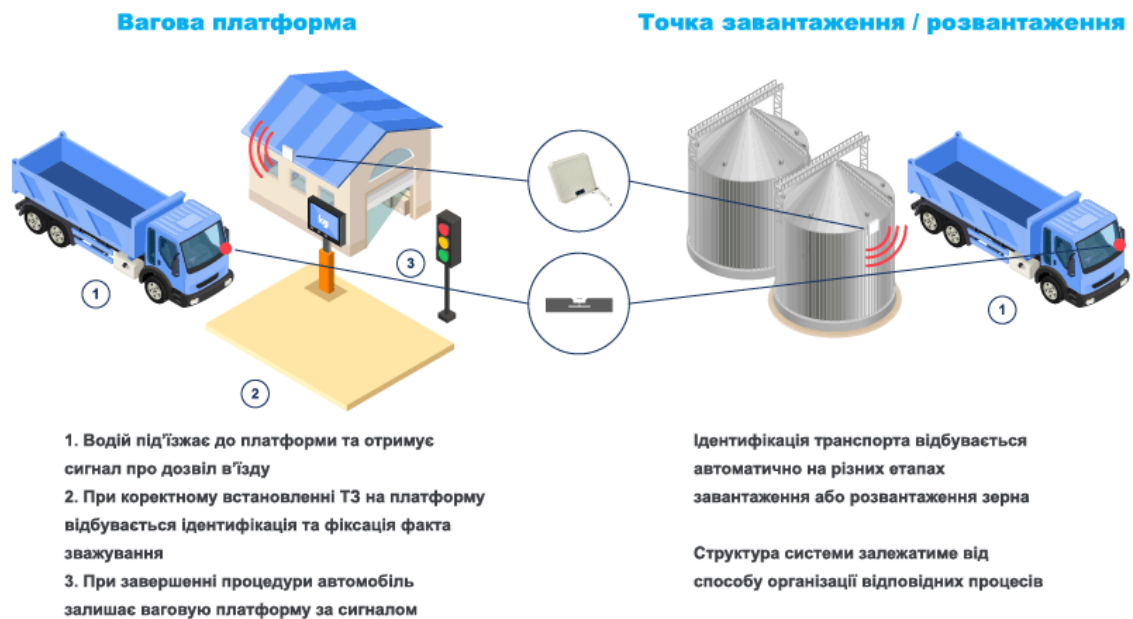 Вагова платформа
Точка завантаження / розвантаження
kg
1
3
2
1
1. Водій під'їзжає до платформи та отримує
сигнал про дозвіл в'їзду
2. При коректному встановленні ТЗ на платформу
відбувається ідентифікація та фіксація факта
зважування
3. При завершенні процедури автомобіль
залишає вагову платформу за сигналом
Ідентифікація транспорта відбувається
автоматично на різних етапах
завантаження або розвантаження зерна
Структура системи залежатиме від
способу організації відповідних процесів